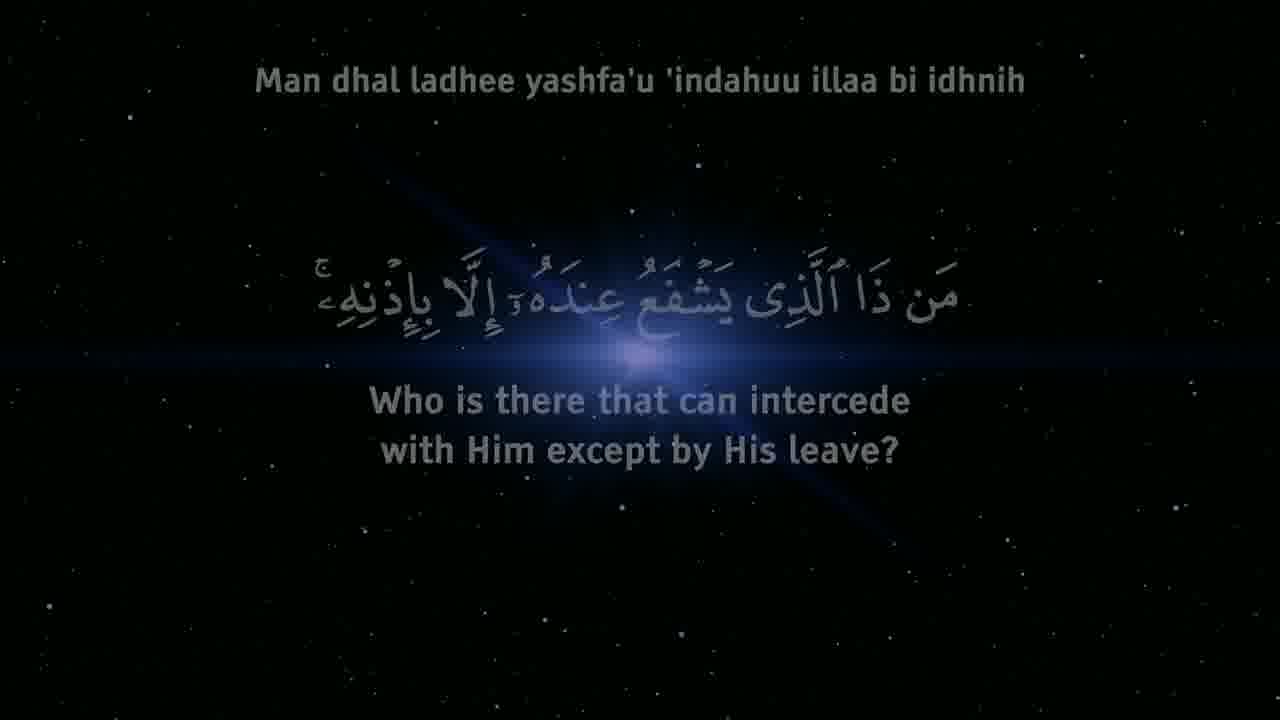 Man dhal ladhee yashfa'u 'indahuu illaa bi idhnih
مَن ذَا ٱلَّذِى يَشْفَعُ عِندَهُۥٓ إِلَّا بِإِذْنِهِۦ ۚ
Who is there that can intercede
with Him except by His leave?